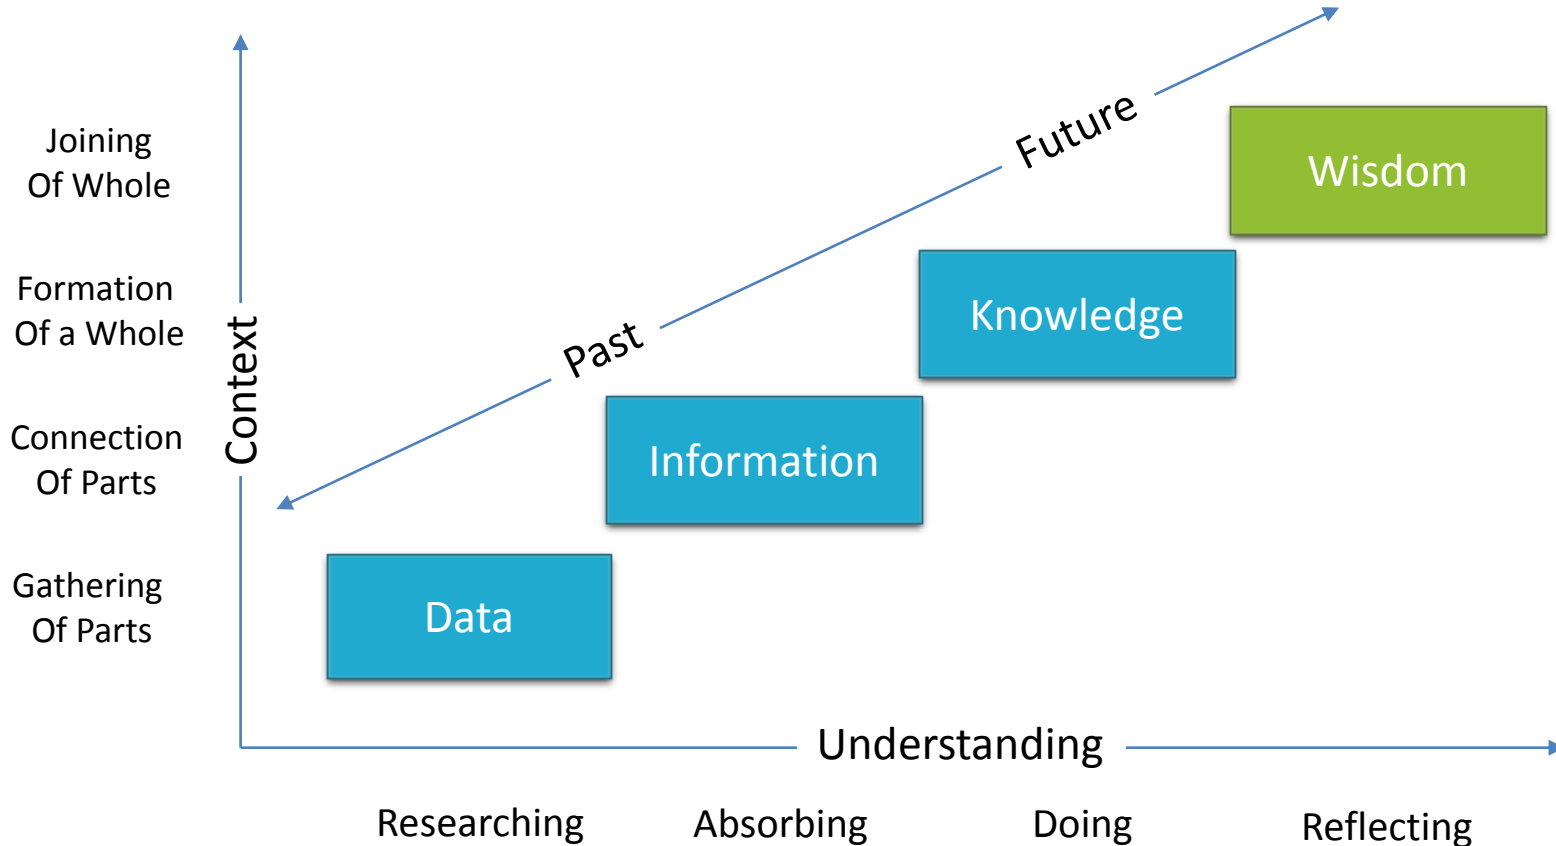 Future
Joining
Of Whole
Wisdom
Formation
Of a Whole
Knowledge
Past
Context
Connection
Of Parts
Information
Gathering
Of Parts
Data
Understanding
Researching
Absorbing
Doing
Reflecting